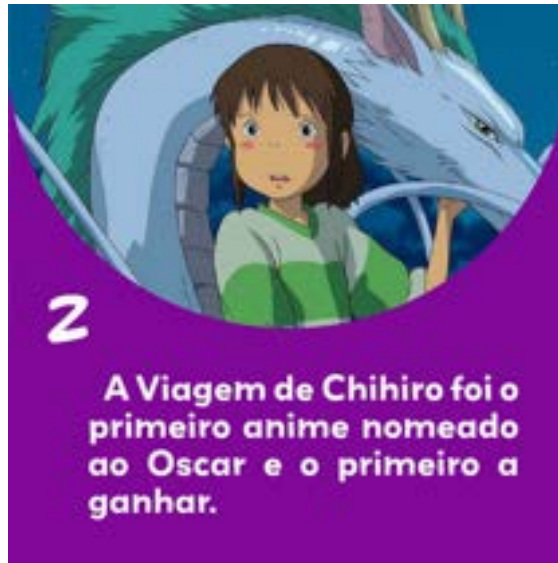 2
A Viagem de Chihiro foi o
primeiro anime nomeado
ao Oscar e o primeiro a
ganhar.